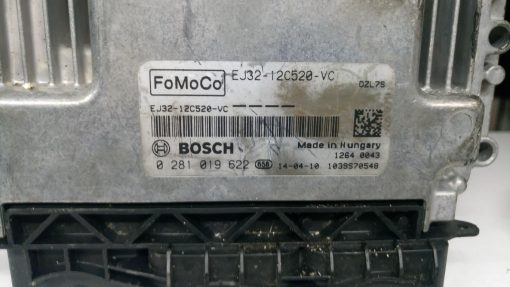 FoMoCo EJ32-12C520-VC
DZL7S
EJ32-12C520-VC----
BOSCH Made in Hungary
1264 0043
0 281 019 622 656 14-04-10 1039S70548